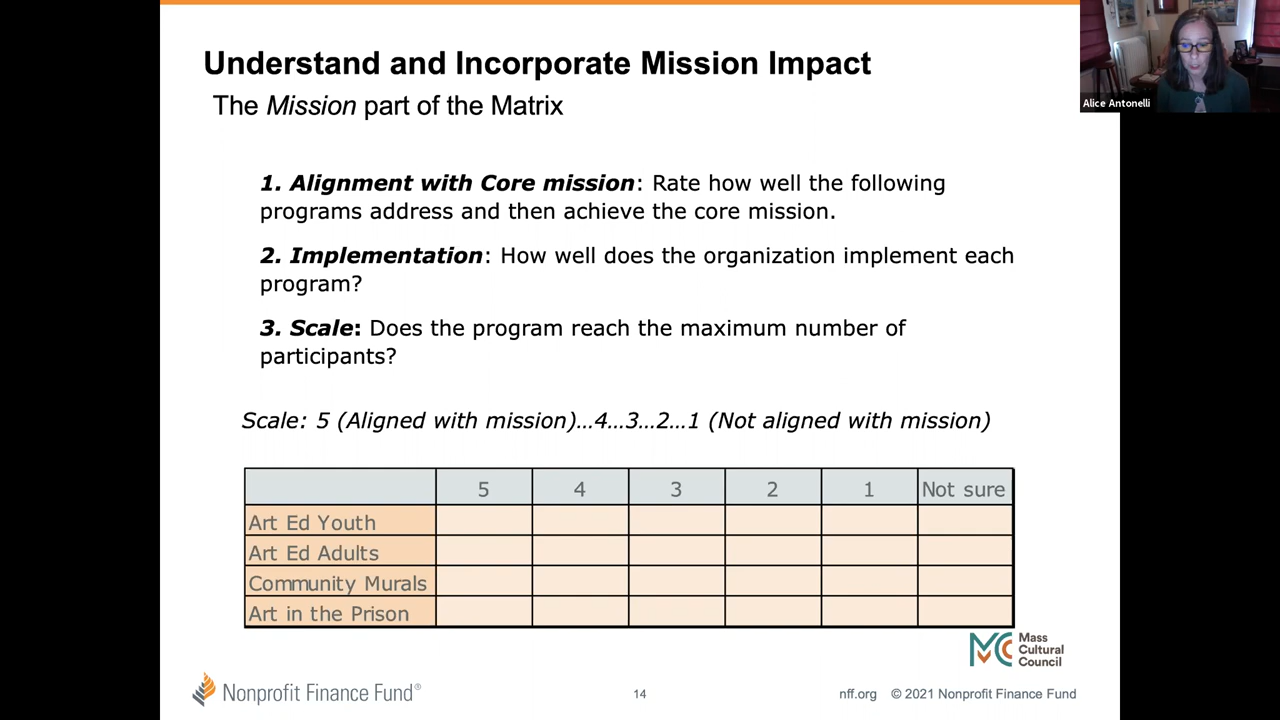 Understand and Incorporate Mission Impact
The Mission part of the Matrix
1. Alignment with Core mission: Rate how well the following
programs address and then achieve the core mission.
2. Implementation: How well does the organization implement each
program?
3. Scale: Does the program reach the maximum number of
participants?
Scale: 5 (Aligned with mission)…4…3…2…1 (Not aligned with mission)
5 4 3 2 1 Not sure
Art Ed Youth
Art Ed Adults
Community Murals
Art in the Prison
Mass
Cultural
Council
MCC
Nonprofit Finance Fund®
14
nff.org © 2021 Nonprofit Finance Fund
Alice Antonelli